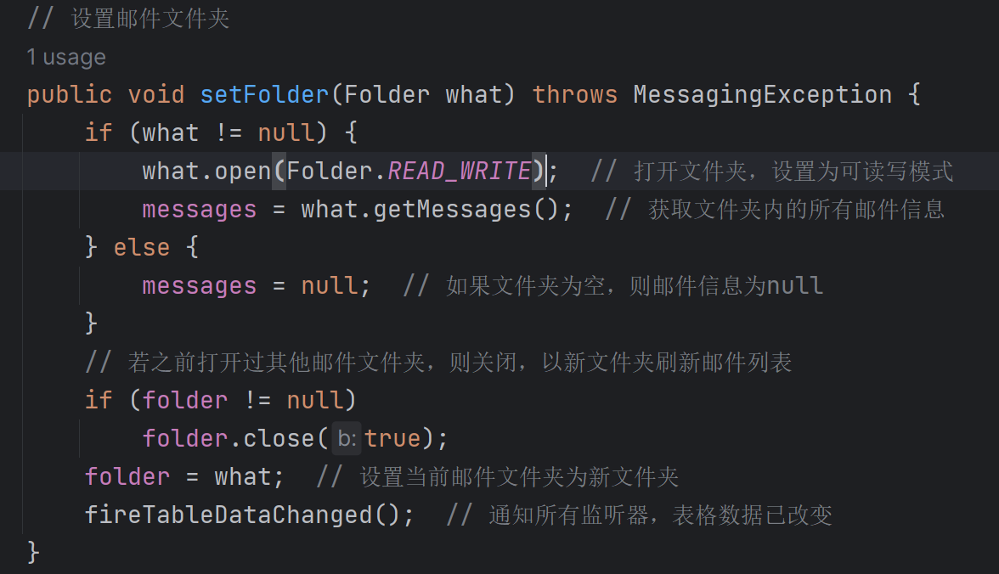 // 设置邮件文件夹
1 usage
public void setFolder(Folder what) throws MessagingException {
    if (what != null) {
        what.open(Folder.READ_WRITE);  // 打开文件夹，设置为可读写模式
        messages = what.getMessages();  // 获取文件夹内的所有邮件信息
    } else {
        messages = null;  // 如果文件夹为空，则邮件信息为null
    }
    // 若之前打开过其他邮件文件夹，则关闭，以新文件夹刷新邮件列表
    if (folder != null)
        folder.close( b: true);
    folder = what;  // 设置当前邮件文件夹为新文件夹
    fireTableDataChanged();  // 通知所有监听器，表格数据已改变
}